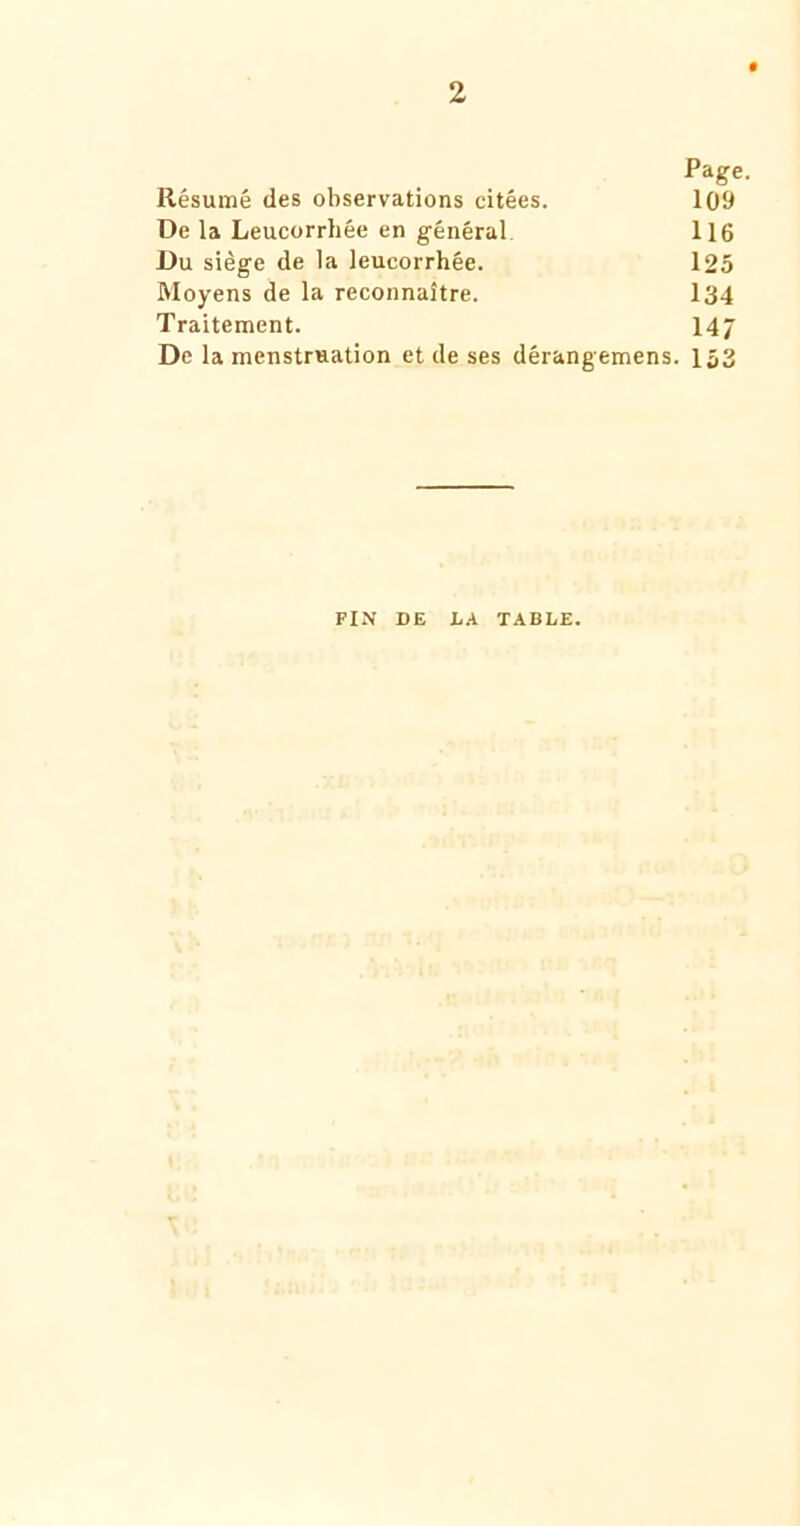 2
Page.
Résumé des observations citées. 109
De la Leucorrhée en général. 116
Du siège de la leucorrhée. 125
Moyens de la reconnaître. 134
Traitement. 147
De la menstruation et de ses dérangemens. 153
FIN DE LA TABLE.